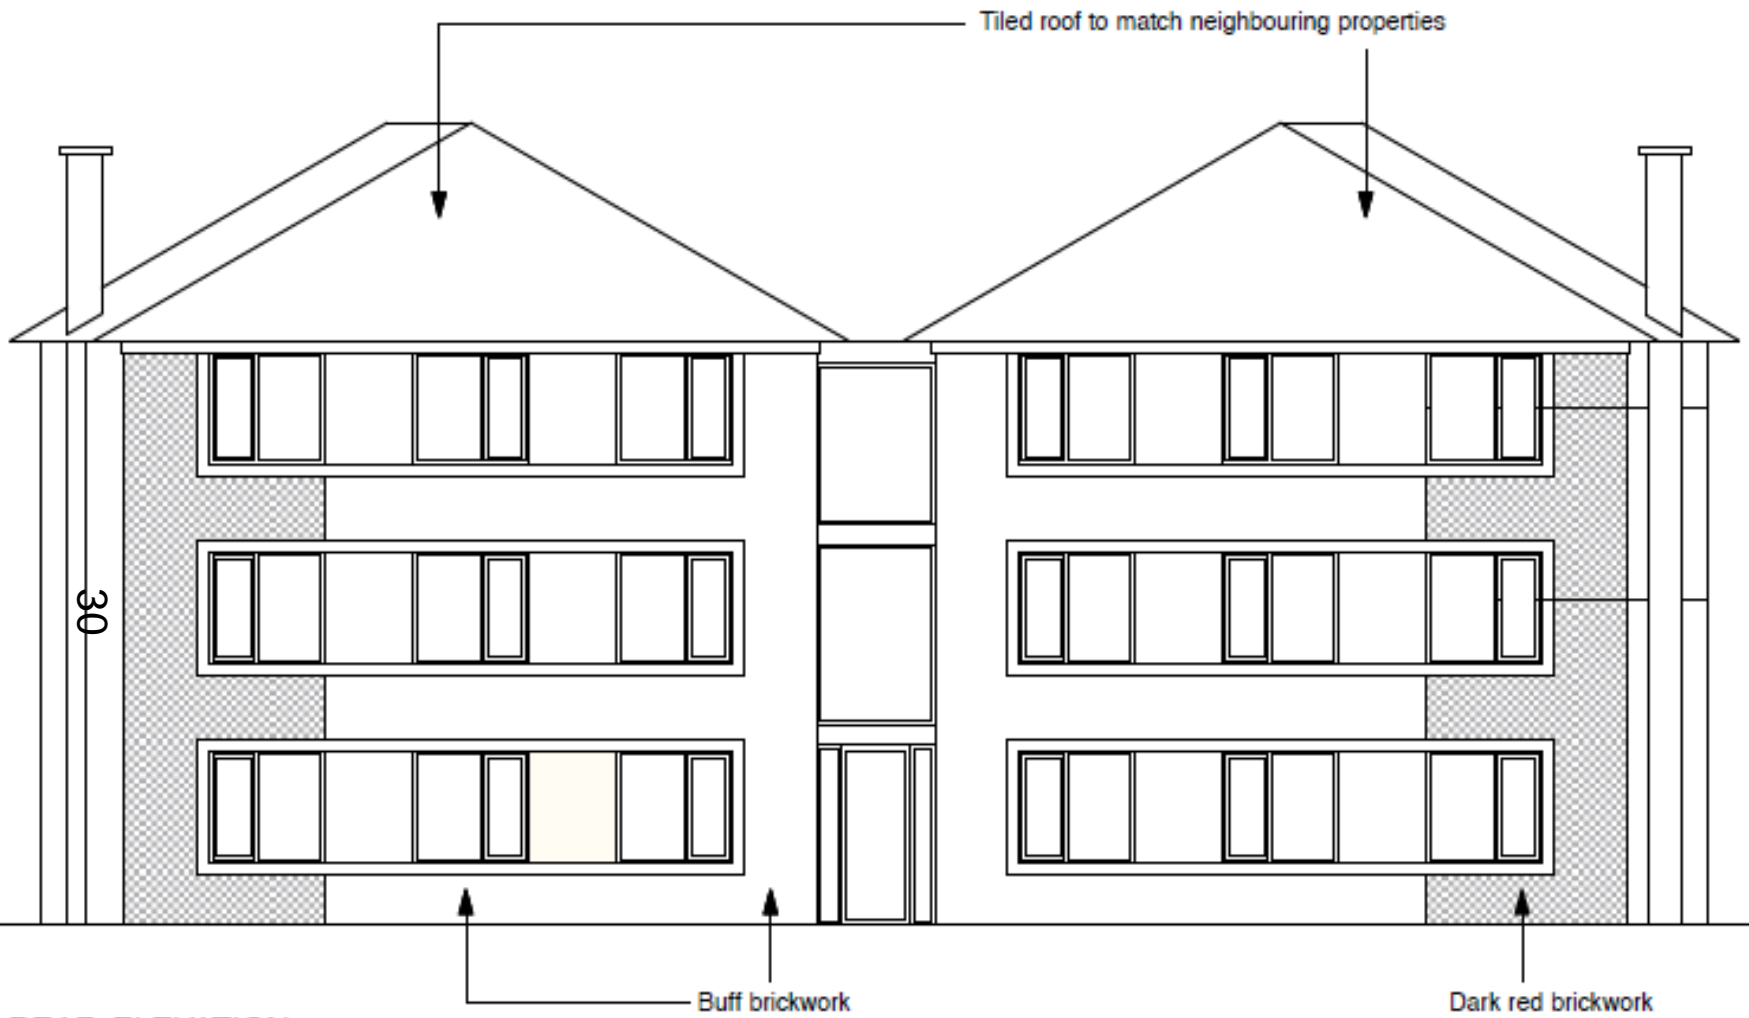 Tiled roof to match neighbouring properties
30
Buff brickwork
Dark red brickwork